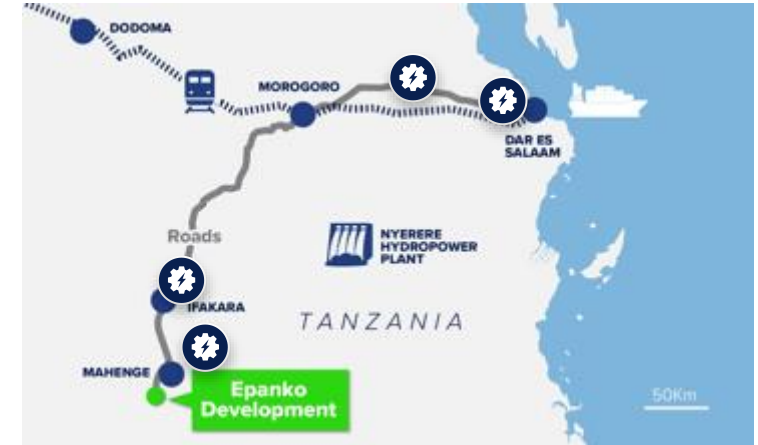 DODOMA
MOROGORO
DAR ES
SALAAM
Roads
NYERERE
HYDROPOWER
PLANT
IFAKARA
TANZANIA
MAHENGE
Epanko
Development
50Km